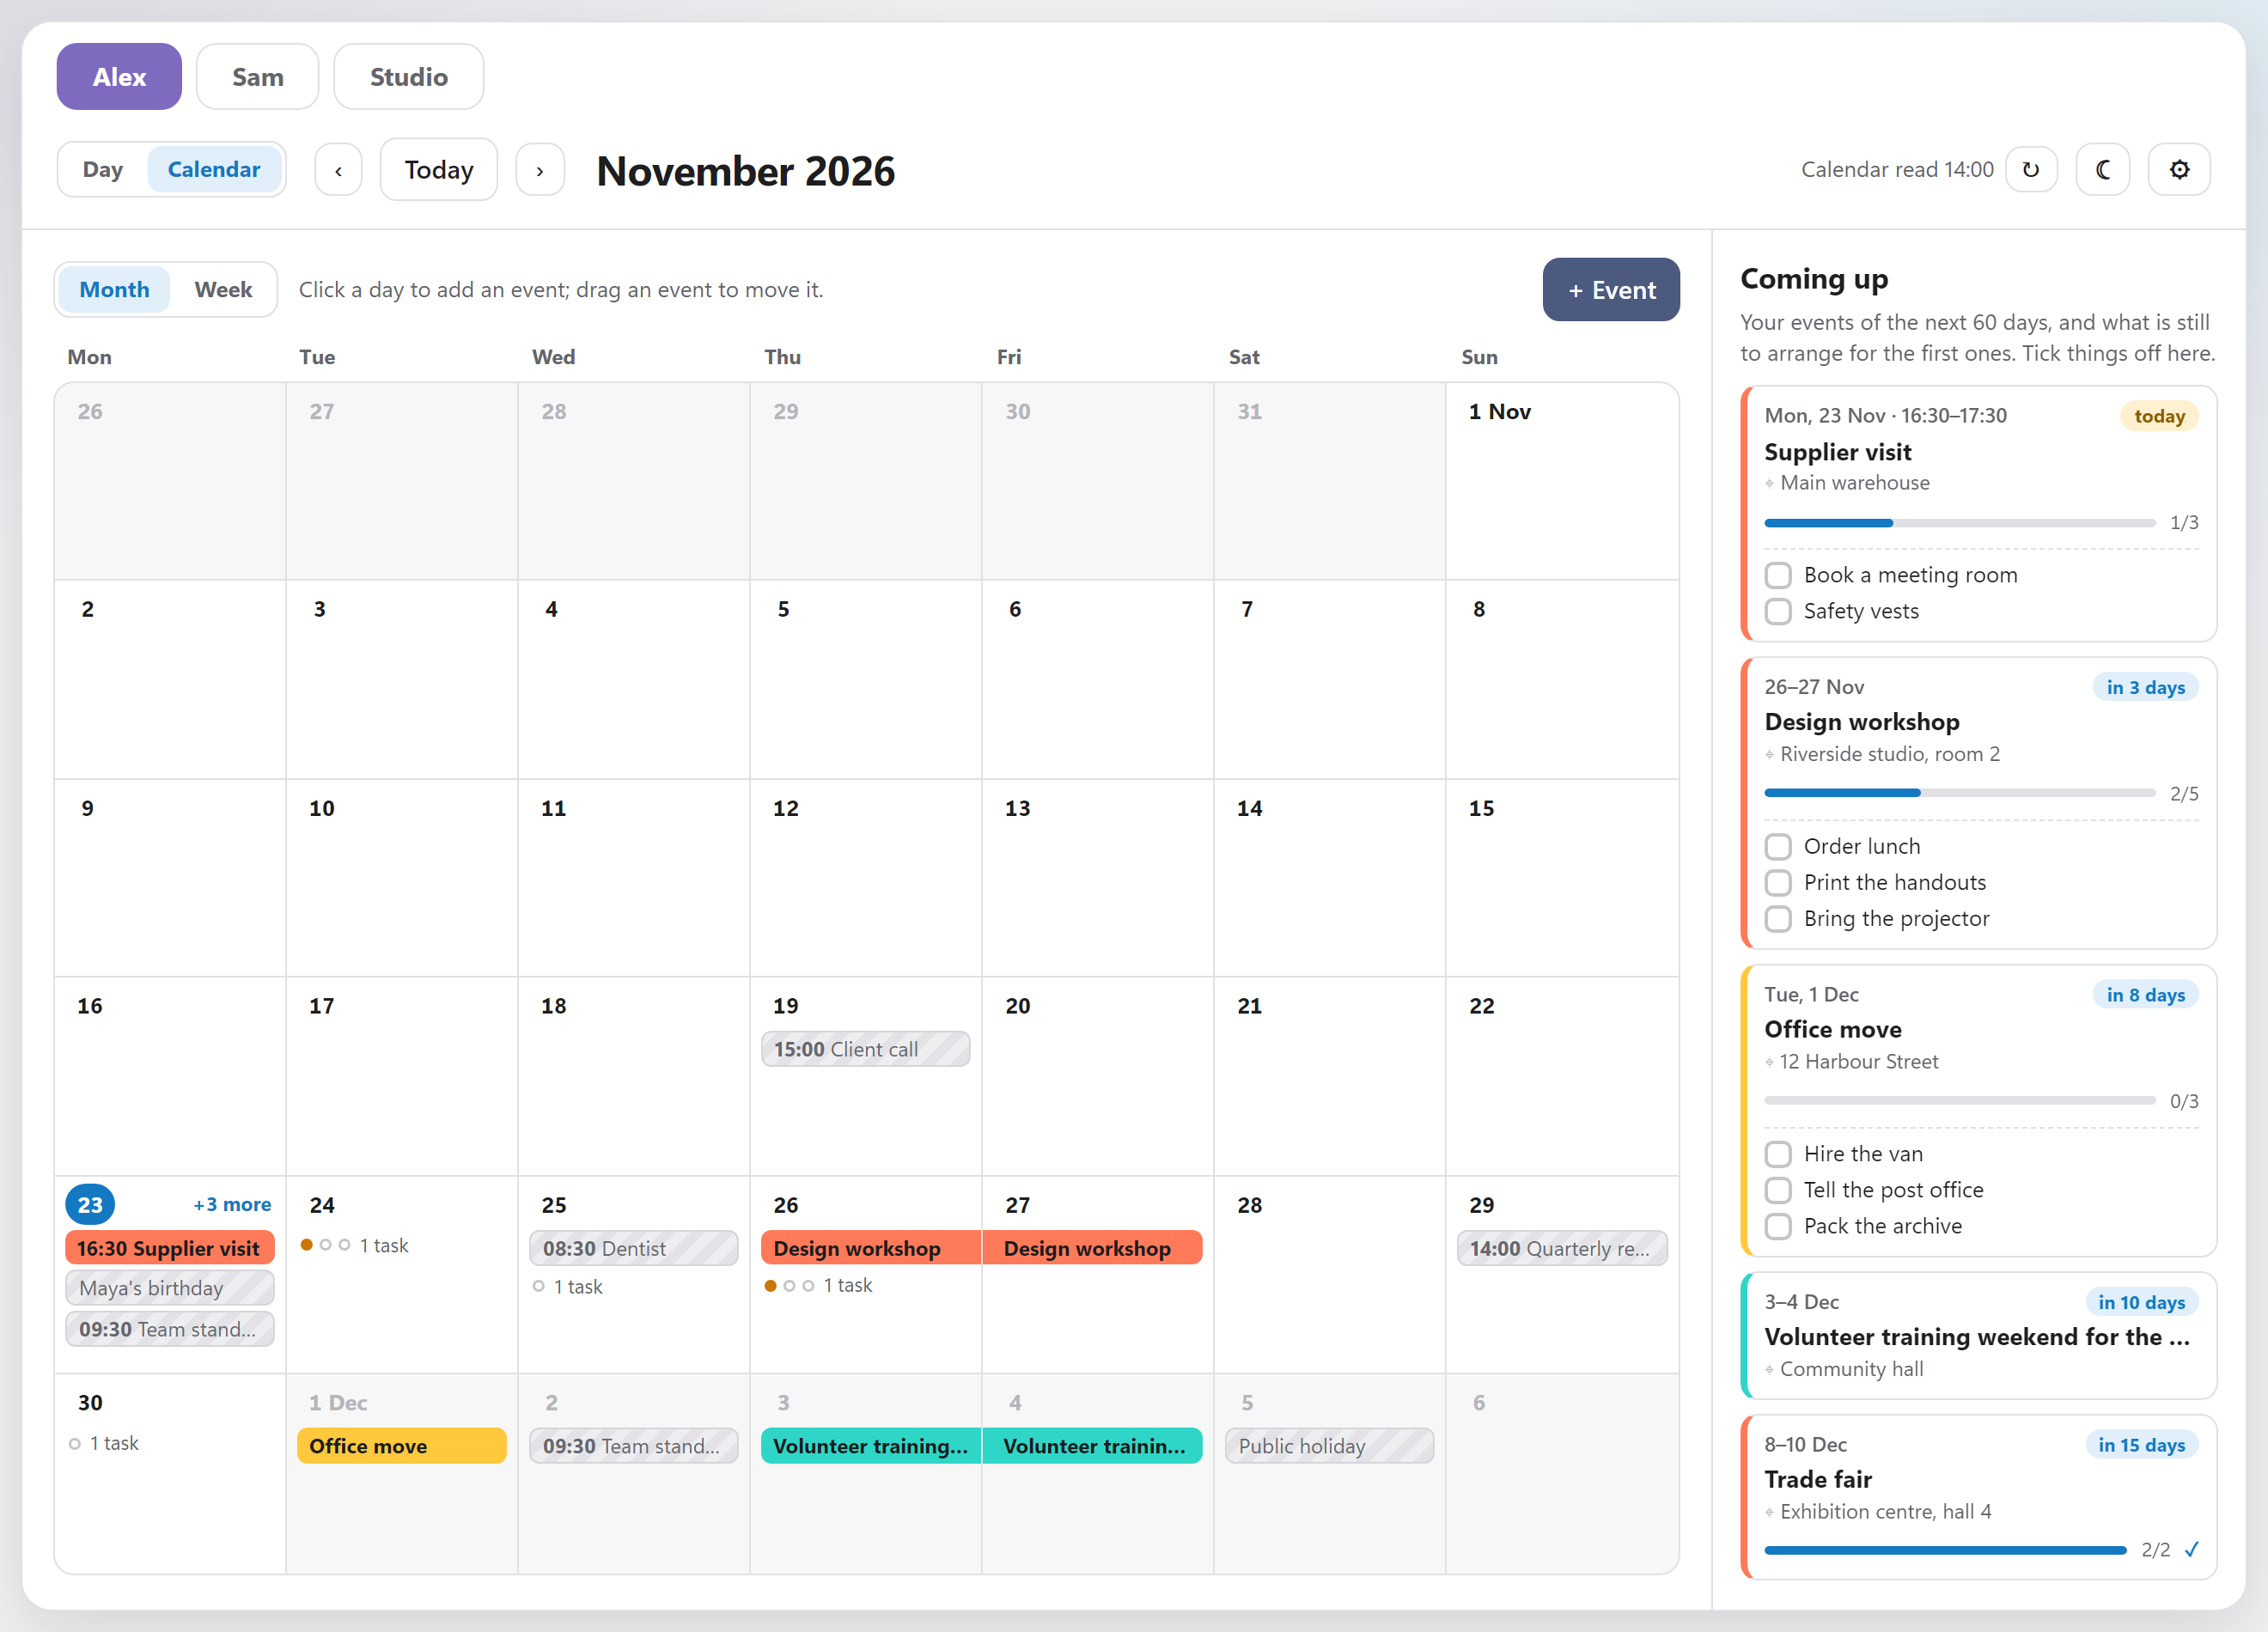 Alex
Sam
Studio
Day
Calendar
‹
Today
›
November 2026
Calendar read 14:00
Month
Week
Click a day to add an event; drag an event to move it.
+ Event
Mon
Tue
Wed
Thu
Fri
Sat
Sun
26
27
28
29
30
31
1 Nov
2
3
4
5
6
7
8
9
10
11
12
13
14
15
16
17
18
19
15:00 Client call
20
21
22
23
+3 more
16:30 Supplier visit
Maya's birthday
09:30 Team stand...
24
1 task
25
08:30 Dentist
1 task
26
Design workshop
1 task
27
Design workshop
28
29
14:00 Quarterly re...
30
1 task
1 Dec
Office move
2
09:30 Team stand...
3
Volunteer training...
4
Volunteer trainin...
5
Public holiday
6
Coming up
Your events of the next 60 days, and what is still
to arrange for the first ones. Tick things off here.
Mon, 23 Nov · 16:30–17:30
today
Supplier visit
Main warehouse
1/3
Book a meeting room
Safety vests
26–27 Nov
in 3 days
Design workshop
Riverside studio, room 2
2/5
Order lunch
Print the handouts
Bring the projector
Tue, 1 Dec
in 8 days
Office move
12 Harbour Street
0/3
Hire the van
Tell the post office
Pack the archive
3–4 Dec
in 10 days
Volunteer training weekend for the ...
Community hall
8–10 Dec
in 15 days
Trade fair
Exhibition centre, hall 4
2/2 ✓